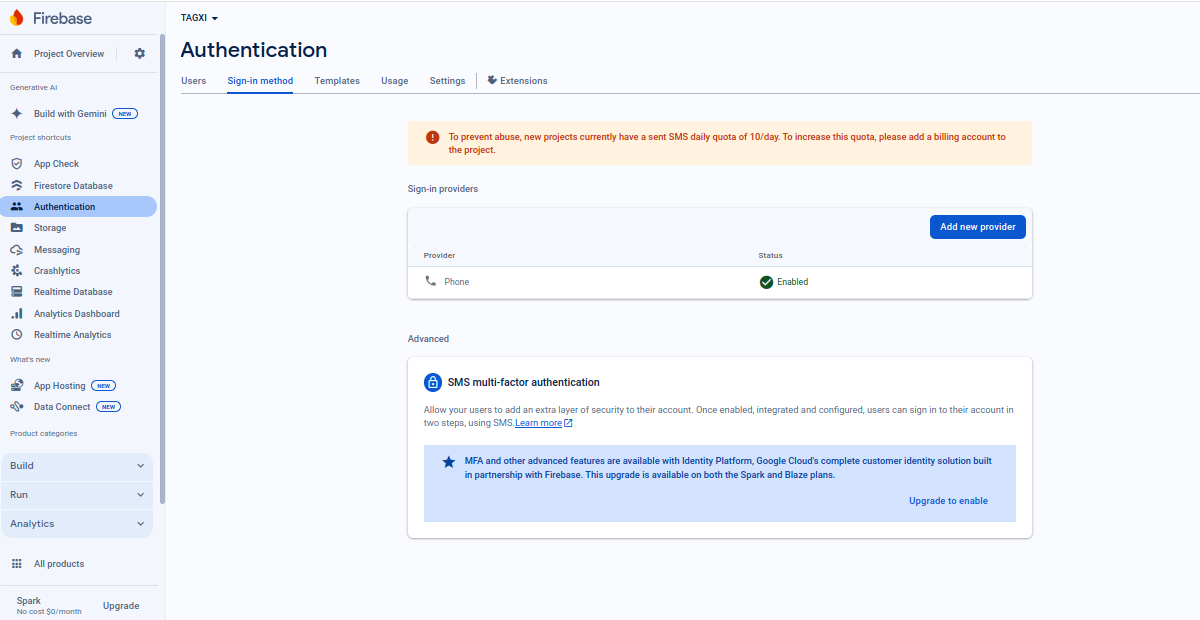 Firebase
Project Overview
Generative AI
Build with Gemini NEW
Project shortcuts
App Check
Firestore Database
Authentication
Storage
Messaging
Crashlytics
Realtime Database
Analytics Dashboard
Realtime Analytics
What's new
App Hosting NEW
Data Connect NEW
Product categories
Build
Run
Analytics
All products
Spark
No cost $0/month
Upgrade
TAGXI
Authentication
Users Sign-in method Templates Usage Settings Extensions
To prevent abuse, new projects currently have a sent SMS daily quota of 10/day. To increase this quota, please add a billing account to
the project.
Sign-in providers
Add new provider
Provider Status
Phone Enabled
Advanced
SMS multi-factor authentication
Allow your users to add an extra layer of security to their account. Once enabled, integrated and configured, users can sign in to their account in
two steps, using SMS.Learn more
MFA and other advanced features are available with Identity Platform, Google Cloud's complete customer identity solution built
in partnership with Firebase. This upgrade is available on both the Spark and Blaze plans.
Upgrade to enable